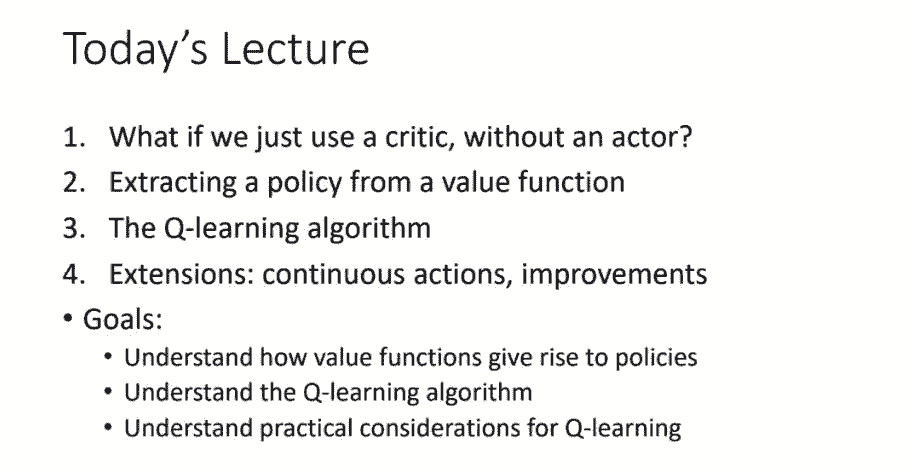 Today's Lecture
1. What if we just use a critic, without an actor?
2. Extracting a policy from a value function
3. The Q-learning algorithm
4. Extensions: continuous actions, improvements
• Goals:
• Understand how value functions give rise to policies
• Understand the Q-learning algorithm
• Understand practical considerations for Q-learning